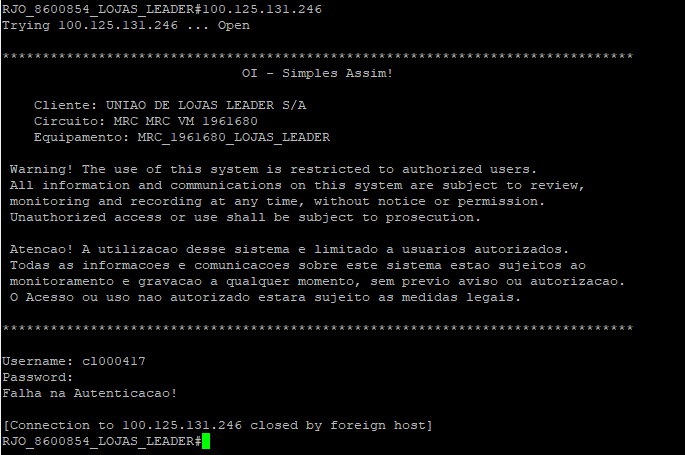 RJO_8600854_LOJAS_LEADER#100.125.131.246
Trying 100.125.131.246 ... Open
********************************************************************************
OI - Simples Assim!
Cliente: UNIAO DE LOJAS LEADER S/A
Circuito: MRC MRC VM 1961680
Equipamento: MRC_1961680_LOJAS_LEADER
Warning! The use of this system is restricted to authorized users.
All information and communications on this system are subject to review,
monitoring and recording at any time, without notice or permission.
Unauthorized access or use shall be subject to prosecution.
Atencao! A utilizacao desse sistema e limitado a usuarios autorizados.
Todas as informacoes e comunicacoes sobre este sistema estao sujeitos ao
monitoramento e gravacao a qualquer momento, sem previo aviso ou autorizacao.
O Acesso ou uso nao autorizado estara sujeito as medidas legais.
********************************************************************************
Username: cl000417
Password:
Falha na Autenticacao!
[Connection to 100.125.131.246 closed by foreign host]
RJO_8600854_LOJAS_LEADER#